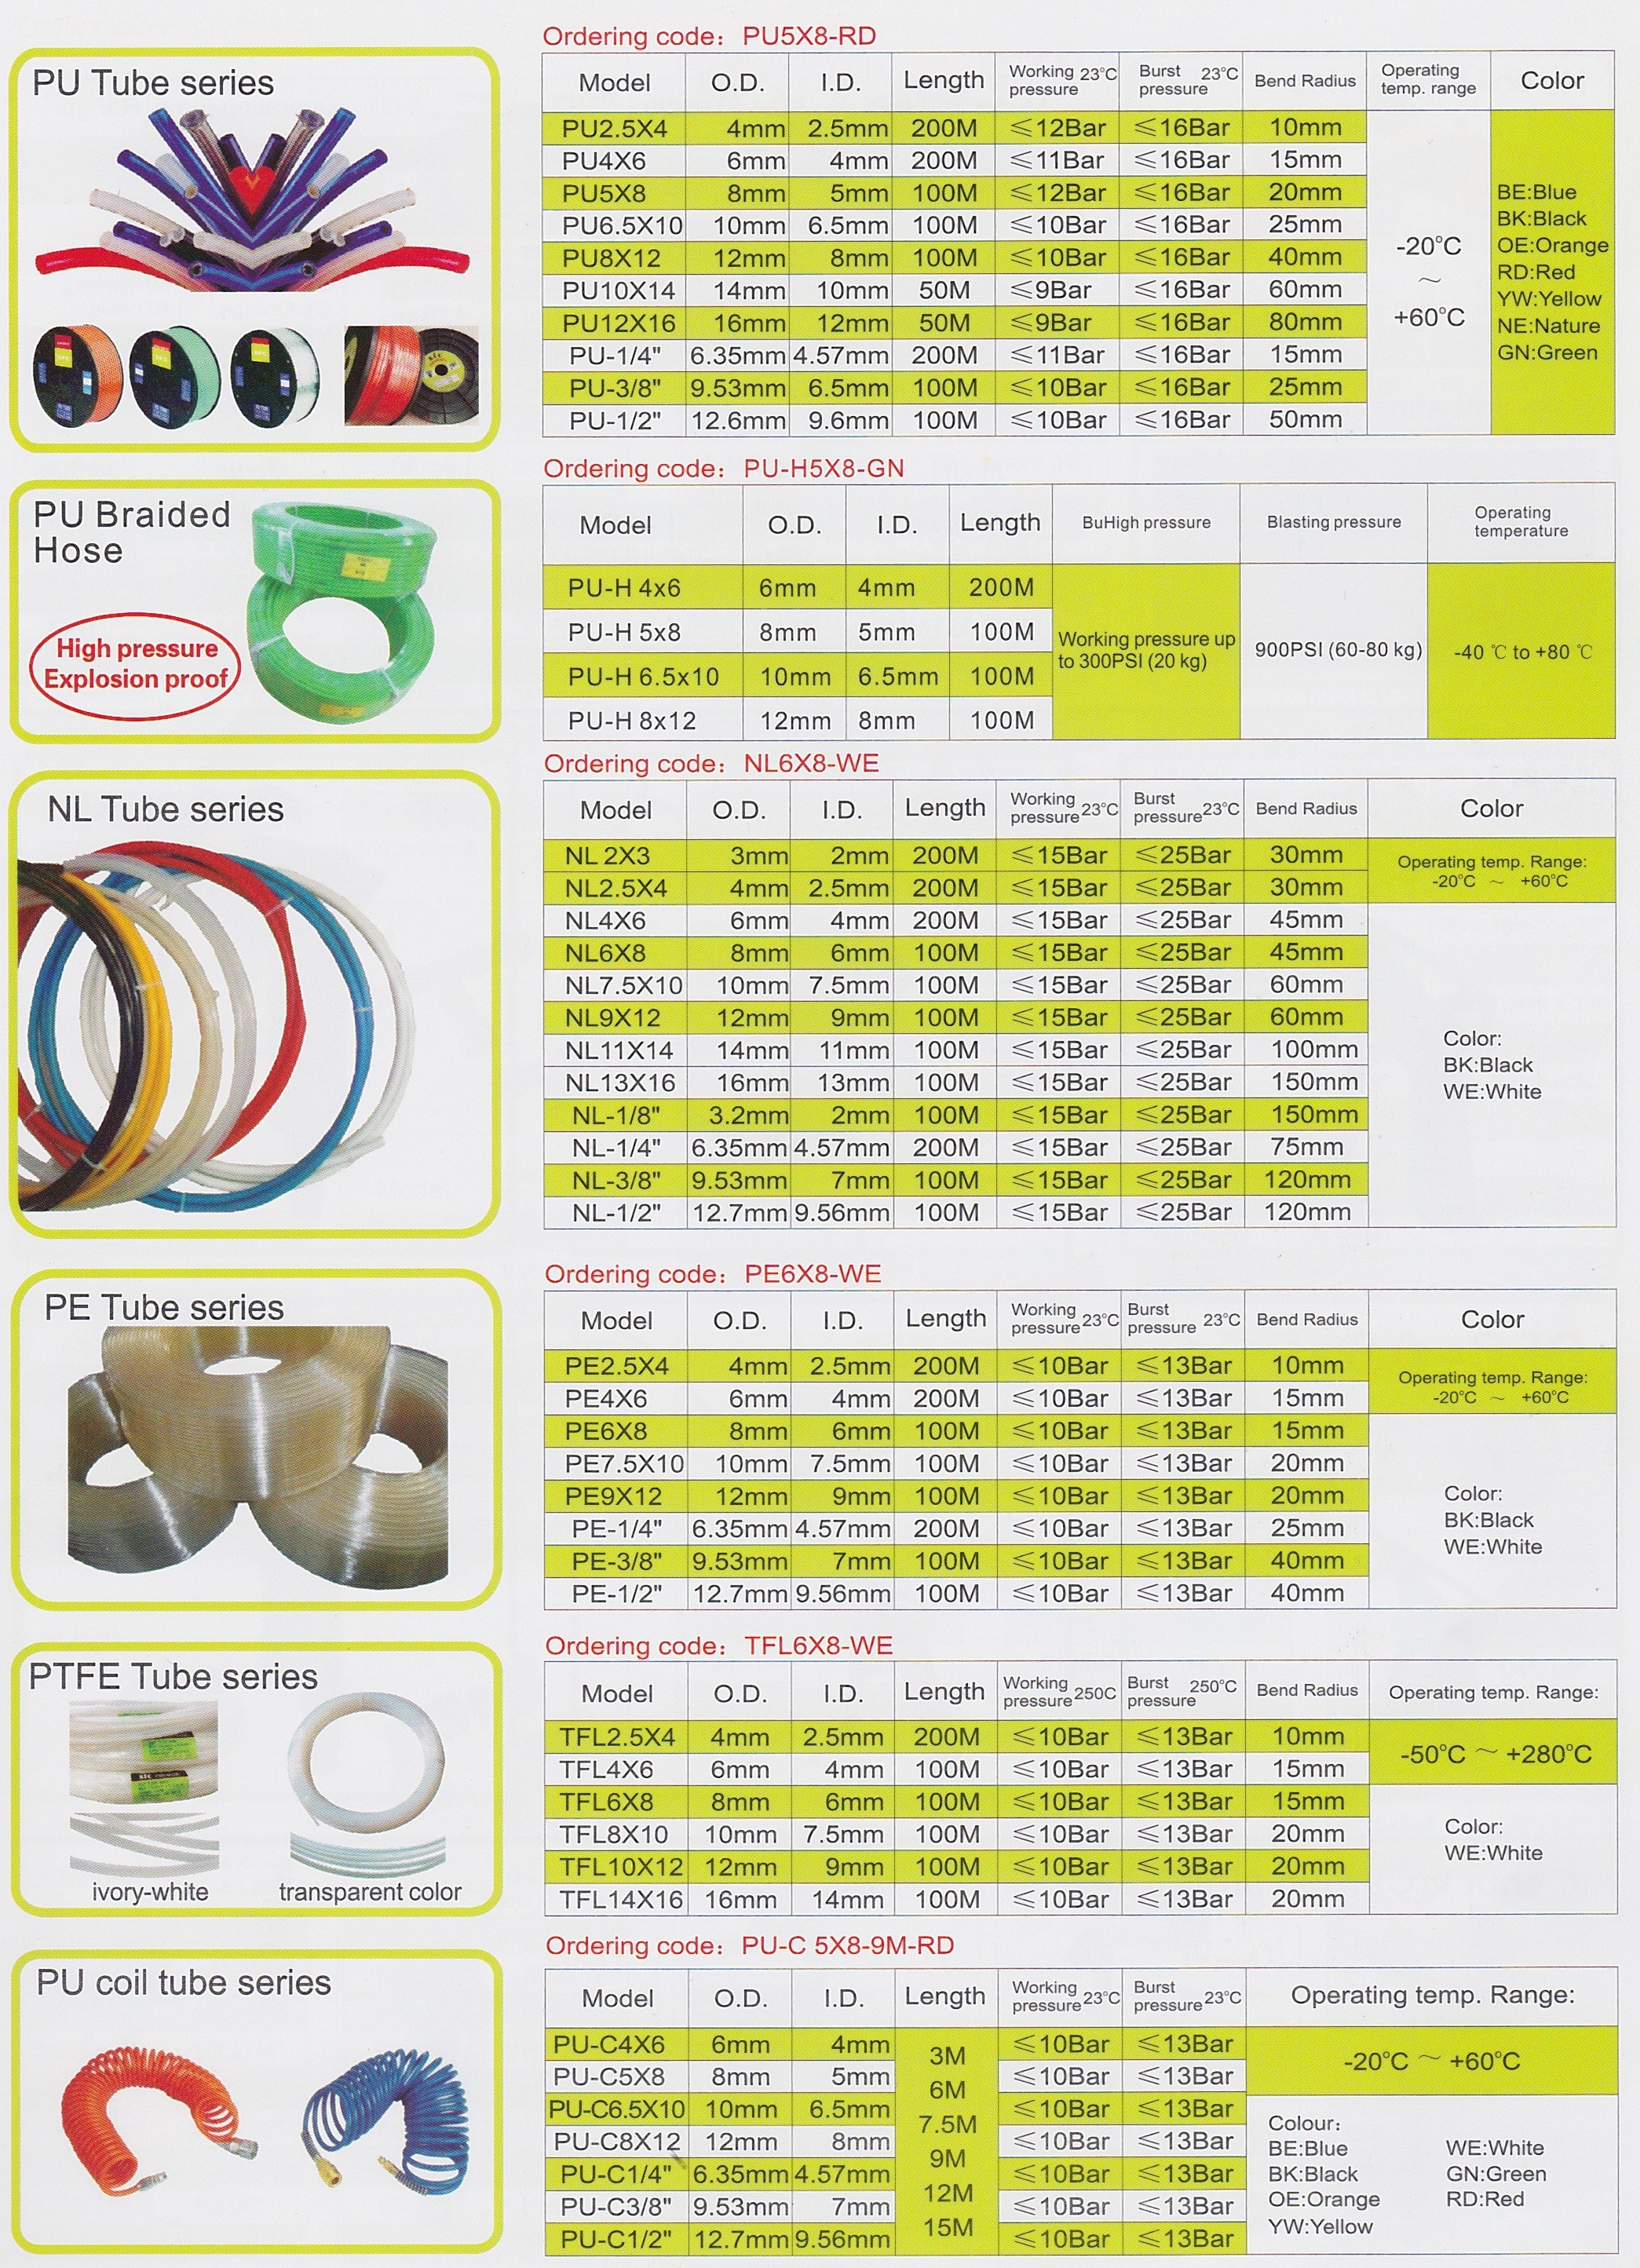 PU Tube series
Ordering code: PU5X8-RD
Model O.D. I.D. Length Working pressure 23°C Burst pressure 23°C Bend Radius Operating temp. range Color
PU2.5X4 4mm 2.5mm 200M ≤12Bar ≤16Bar 10mm
PU4X6 6mm 4mm 200M ≤11Bar ≤16Bar 15mm
PU5X8 8mm 5mm 100M ≤12Bar ≤16Bar 20mm
PU6.5X10 10mm 6.5mm 100M ≤10Bar ≤16Bar 25mm
PU8X12 12mm 8mm 100M ≤10Bar ≤16Bar 40mm
PU10X14 14mm 10mm 50M ≤9Bar ≤16Bar 60mm
PU12X16 16mm 12mm 50M ≤9Bar ≤16Bar 80mm
PU-1/4" 6.35mm 4.57mm 200M ≤11Bar ≤16Bar 15mm
PU-3/8" 9.53mm 6.5mm 100M ≤10Bar ≤16Bar 25mm
PU-1/2" 12.6mm 9.6mm 100M ≤10Bar ≤16Bar 50mm
-20°C
~
+60°C
BE:Blue
BK:Black
OE:Orange
RD:Red
YW:Yellow
NE:Nature
GN:Green
PU Braided
Hose
High pressure
Explosion proof
Ordering code: PU-H5X8-GN
Model O.D. I.D. Length BuHigh pressure Blasting pressure Operating temperature
PU-H 4x6 6mm 4mm 200M
PU-H 5x8 8mm 5mm 100M
PU-H 6.5x10 10mm 6.5mm 100M
PU-H 8x12 12mm 8mm 100M
Working pressure up
to 300PSI (20 kg)
900PSI (60-80 kg)
-40 ℃ to +80 ℃
NL Tube series
Ordering code: NL6X8-WE
Model O.D. I.D. Length Working pressure 23°C Burst pressure 23°C Bend Radius Color
NL 2X3 3mm 2mm 200M ≤15Bar ≤25Bar 30mm
NL2.5X4 4mm 2.5mm 200M ≤15Bar ≤25Bar 30mm
NL4X6 6mm 4mm 200M ≤15Bar ≤25Bar 45mm
NL6X8 8mm 6mm 100M ≤15Bar ≤25Bar 45mm
NL7.5X10 10mm 7.5mm 100M ≤15Bar ≤25Bar 60mm
NL9X12 12mm 9mm 100M ≤15Bar ≤25Bar 60mm
NL11X14 14mm 11mm 100M ≤15Bar ≤25Bar 100mm
NL13X16 16mm 13mm 100M ≤15Bar ≤25Bar 150mm
NL-1/8" 3.2mm 2mm 100M ≤15Bar ≤25Bar 150mm
NL-1/4" 6.35mm 4.57mm 200M ≤15Bar ≤25Bar 75mm
NL-3/8" 9.53mm 7mm 100M ≤15Bar ≤25Bar 120mm
NL-1/2" 12.7mm 9.56mm 100M ≤15Bar ≤25Bar 120mm
Operating temp. Range:
-20°C ~ +60°C
Color:
BK:Black
WE:White
PE Tube series
Ordering code: PE6X8-WE
Model O.D. I.D. Length Working pressure 23°C Burst pressure 23°C Bend Radius Color
PE2.5X4 4mm 2.5mm 200M ≤10Bar ≤13Bar 10mm
PE4X6 6mm 4mm 200M ≤10Bar ≤13Bar 15mm
PE6X8 8mm 6mm 100M ≤10Bar ≤13Bar 15mm
PE7.5X10 10mm 7.5mm 100M ≤10Bar ≤13Bar 20mm
PE9X12 12mm 9mm 100M ≤10Bar ≤13Bar 20mm
PE-1/4" 6.35mm 4.57mm 200M ≤10Bar ≤13Bar 25mm
PE-3/8" 9.53mm 7mm 100M ≤10Bar ≤13Bar 40mm
PE-1/2" 12.7mm 9.56mm 100M ≤10Bar ≤13Bar 40mm
Operating temp. Range:
-20°C ~ +60°C
Color:
BK:Black
WE:White
PTFE Tube series
ivory-white transparent color
Ordering code: TFL6X8-WE
Model O.D. I.D. Length Working pressure 250C Burst pressure 250°C Bend Radius Operating temp. Range:
TFL2.5X4 4mm 2.5mm 200M ≤10Bar ≤13Bar 10mm
TFL4X6 6mm 4mm 100M ≤10Bar ≤13Bar 15mm
TFL6X8 8mm 6mm 100M ≤10Bar ≤13Bar 15mm
TFL8X10 10mm 7.5mm 100M ≤10Bar ≤13Bar 20mm
TFL10X12 12mm 9mm 100M ≤10Bar ≤13Bar 20mm
TFL14X16 16mm 14mm 100M ≤10Bar ≤13Bar 20mm
-50°C ~ +280°C
Color:
WE:White
PU coil tube series
Ordering code: PU-C 5X8-9M-RD
Model O.D. I.D. Length Working pressure 23°C Burst pressure 23°C Operating temp. Range:
PU-C4X6 6mm 4mm ≤10Bar ≤13Bar
PU-C5X8 8mm 5mm ≤10Bar ≤13Bar
PU-C6.5X10 10mm 6.5mm ≤10Bar ≤13Bar
PU-C8X12 12mm 8mm ≤10Bar ≤13Bar
PU-C1/4" 6.35mm 4.57mm ≤10Bar ≤13Bar
PU-C3/8" 9.53mm 7mm ≤10Bar ≤13Bar
PU-C1/2" 12.7mm 9.56mm ≤10Bar ≤13Bar
3M
6M
7.5M
9M
12M
15M
-20°C ~ +60°C
Colour:
BE:Blue WE:White
BK:Black GN:Green
OE:Orange RD:Red
YW:Yellow